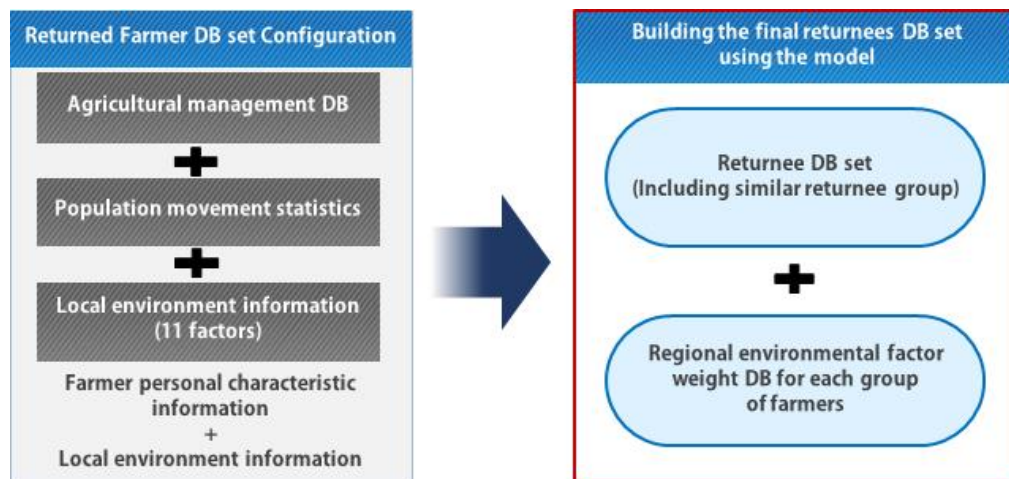 Returned Farmer DB set Configuration
Agricultural management DB
+
Population movement statistics
+
Local environment information
(11 factors)
Farmer personal characteristic
information
+
Local environment information
Building the final returnees DB set
using the model
Returnee DB set
(Including similar returnee group)
+
Regional environmental factor
weight DB for each group
of farmers